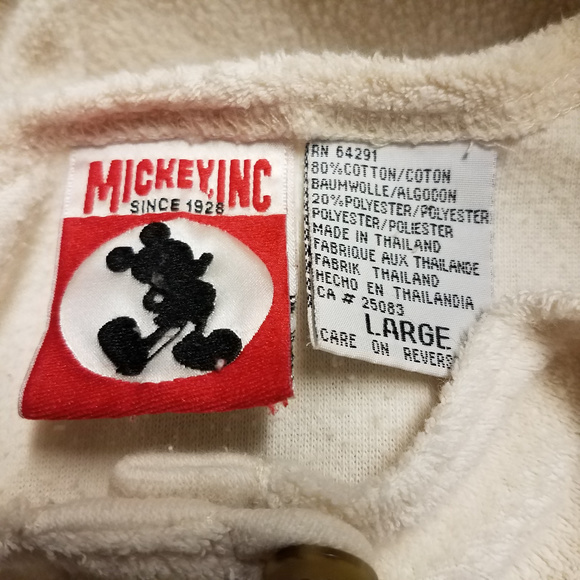 MICKEY, INC
SINCE 1928
RN 64291
80% COTTON/COTON
BAUMWOLLE/ALGODON
20% POLYESTER/POLYESTER
POLYESTER/POLIESTER
MADE IN THAILAND
FABRIQUE AUX THAILANDE
FABRIK THAILAND
HECHO EN THAILANDIA
CA # 25083
LARGE
CARE ON REVERS